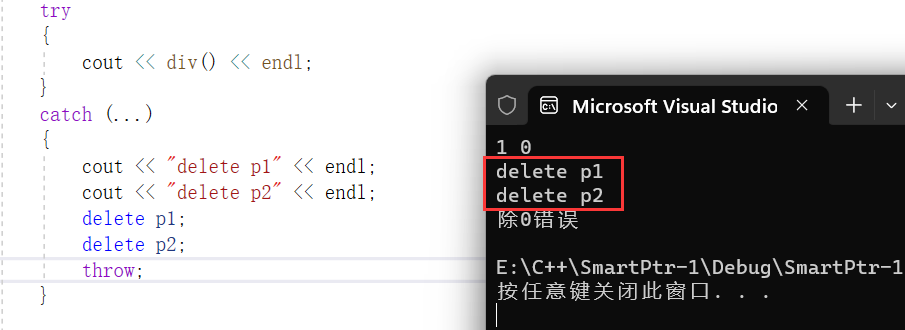 try
{
    cout << div() << endl;
}
catch (...)
{
    cout << "delete p1" << endl;
    cout << "delete p2" << endl;
    delete p1;
    delete p2;
    throw;
}
Microsoft Visual Studio
1 0
delete p1
delete p2
除0错误
E:\C++\SmartPtr-1\Debug\SmartPtr-1
按任意键关闭此窗口. . .